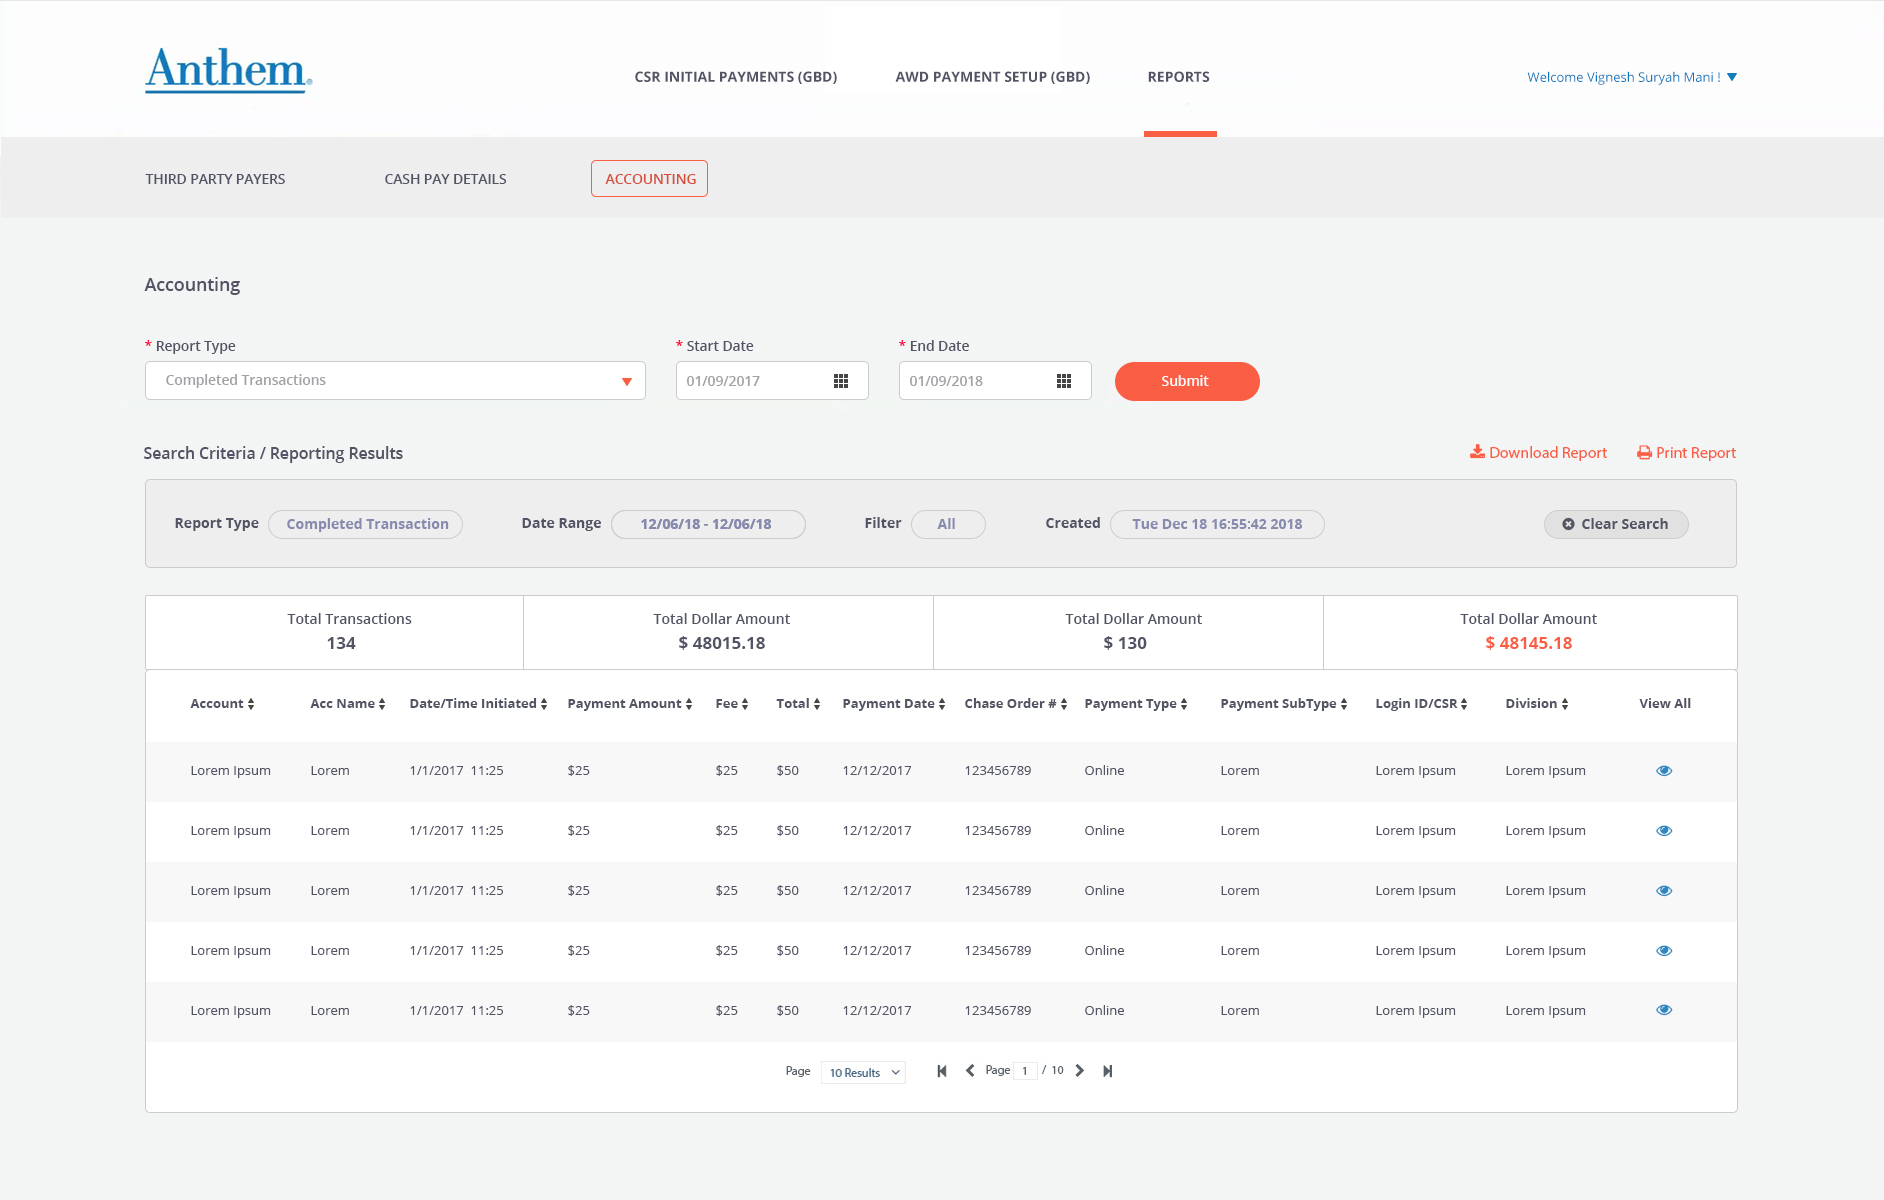 Anthem®
CSR INITIAL PAYMENTS (GBD) AWD PAYMENT SETUP (GBD) REPORTS
Welcome Vignesh Suryah Mani !
THIRD PARTY PAYERS CASH PAY DETAILS ACCOUNTING
Accounting
* Report Type * Start Date * End Date
Completed Transactions 01/09/2017 01/09/2018 Submit
Search Criteria / Reporting Results Download Report Print Report
Report Type Completed Transaction Date Range 12/06/18 - 12/06/18 Filter All Created Tue Dec 18 16:55:42 2018 Clear Search
Total Transactions Total Dollar Amount Total Dollar Amount Total Dollar Amount
134 $ 48015.18 $ 130 $ 48145.18
Account Acc Name Date/Time Initiated Payment Amount Fee Total Payment Date Chase Order # Payment Type Payment SubType Login ID/CSR Division View All
Lorem Ipsum Lorem 1/1/2017 11:25 $25 $25 $50 12/12/2017 123456789 Online Lorem Lorem Ipsum Lorem Ipsum
Lorem Ipsum Lorem 1/1/2017 11:25 $25 $25 $50 12/12/2017 123456789 Online Lorem Lorem Ipsum Lorem Ipsum
Lorem Ipsum Lorem 1/1/2017 11:25 $25 $25 $50 12/12/2017 123456789 Online Lorem Lorem Ipsum Lorem Ipsum
Lorem Ipsum Lorem 1/1/2017 11:25 $25 $25 $50 12/12/2017 123456789 Online Lorem Lorem Ipsum Lorem Ipsum
Lorem Ipsum Lorem 1/1/2017 11:25 $25 $25 $50 12/12/2017 123456789 Online Lorem Lorem Ipsum Lorem Ipsum
Page 10 Results Page 1 / 10